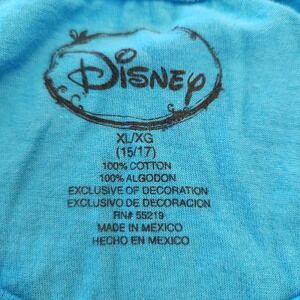 Disney
XL/XG
(15/17)
100% COTTON
100% ALGODON
EXCLUSIVE OF DECORATION
EXCLUSIVO DE DECORACION
RN# 55219
MADE IN MEXICO
HECHO EN MEXICO